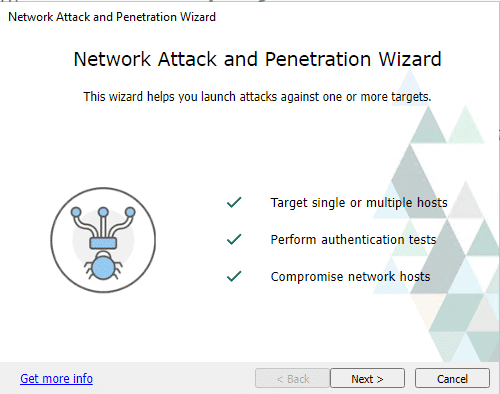 Network Attack and Penetration Wizard
Network Attack and Penetration Wizard
This wizard helps you launch attacks against one or more targets.
Target single or multiple hosts
Perform authentication tests
Compromise network hosts
Get more info
< Back
Next >
Cancel